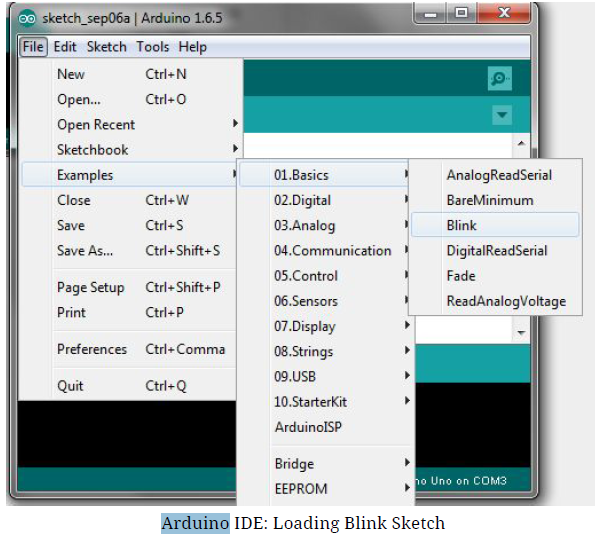 sketch_sep06a | Arduino 1.6.5
File Edit Sketch Tools Help
New Ctrl+N
Open... Ctrl+O
Open Recent
Sketchbook
Examples
Close Ctrl+W
Save Ctrl+S
Save As... Ctrl+Shift+S
Page Setup Ctrl+Shift+P
Print Ctrl+P
Preferences Ctrl+Comma
Quit Ctrl+Q
01.Basics
02.Digital
03.Analog
04.Communication
05.Control
06.Sensors
07.Display
08.Strings
09.USB
10.StarterKit
ArduinoISP
Bridge
EEPROM
AnalogReadSerial
BareMinimum
Blink
DigitalReadSerial
Fade
ReadAnalogVoltage
no Uno on COM3
Arduino IDE: Loading Blink Sketch